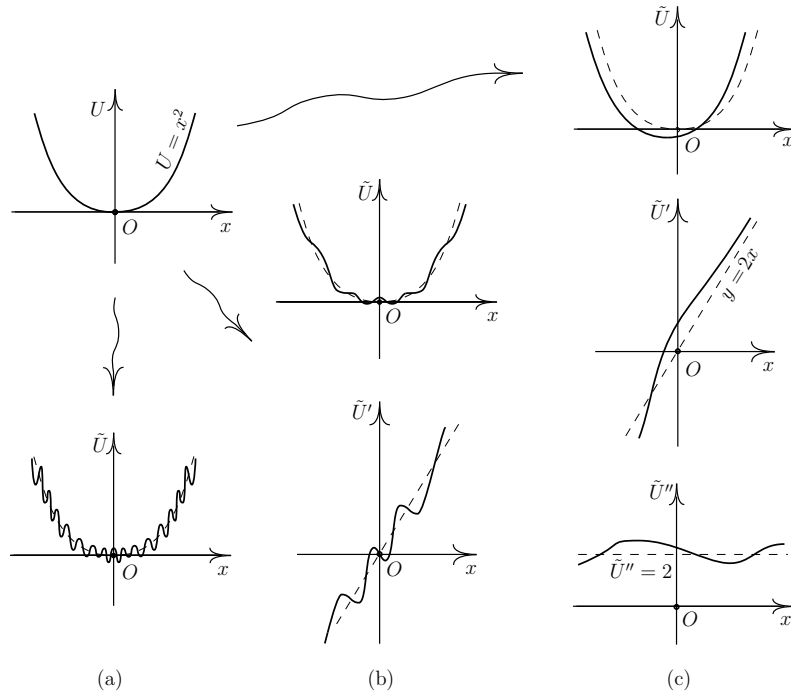 U
U = x²
O
x
Ũ
O
x
(a)
Ũ
O
x
Ũ′
O
x
(b)
Ũ
O
x
Ũ′
y = 2x
O
x
Ũ″
Ũ″ = 2
O
x
(c)